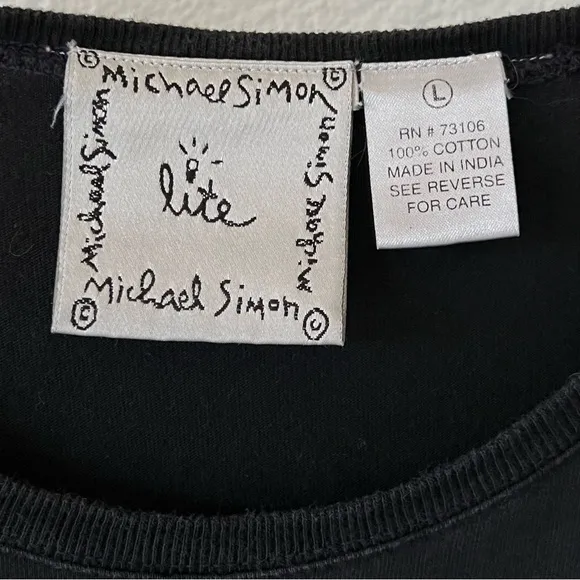 © Michael Simon ©
Michael Simon
lite
Michael Simon
© Michael Simon ©
L
RN # 73106
100% COTTON
MADE IN INDIA
SEE REVERSE
FOR CARE